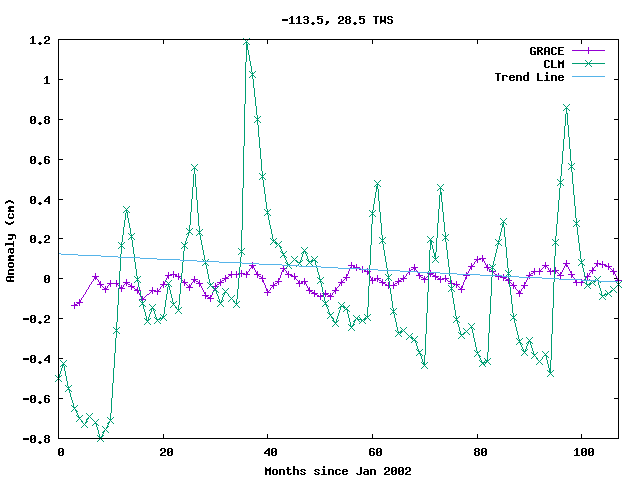 -113.5, 28.5 TWS
GRACE
CLM
Trend Line
1.2
1
0.8
0.6
0.4
0.2
0
-0.2
-0.4
-0.6
-0.8
Anomaly (cm)
0 20 40 60 80 100
Months since Jan 2002